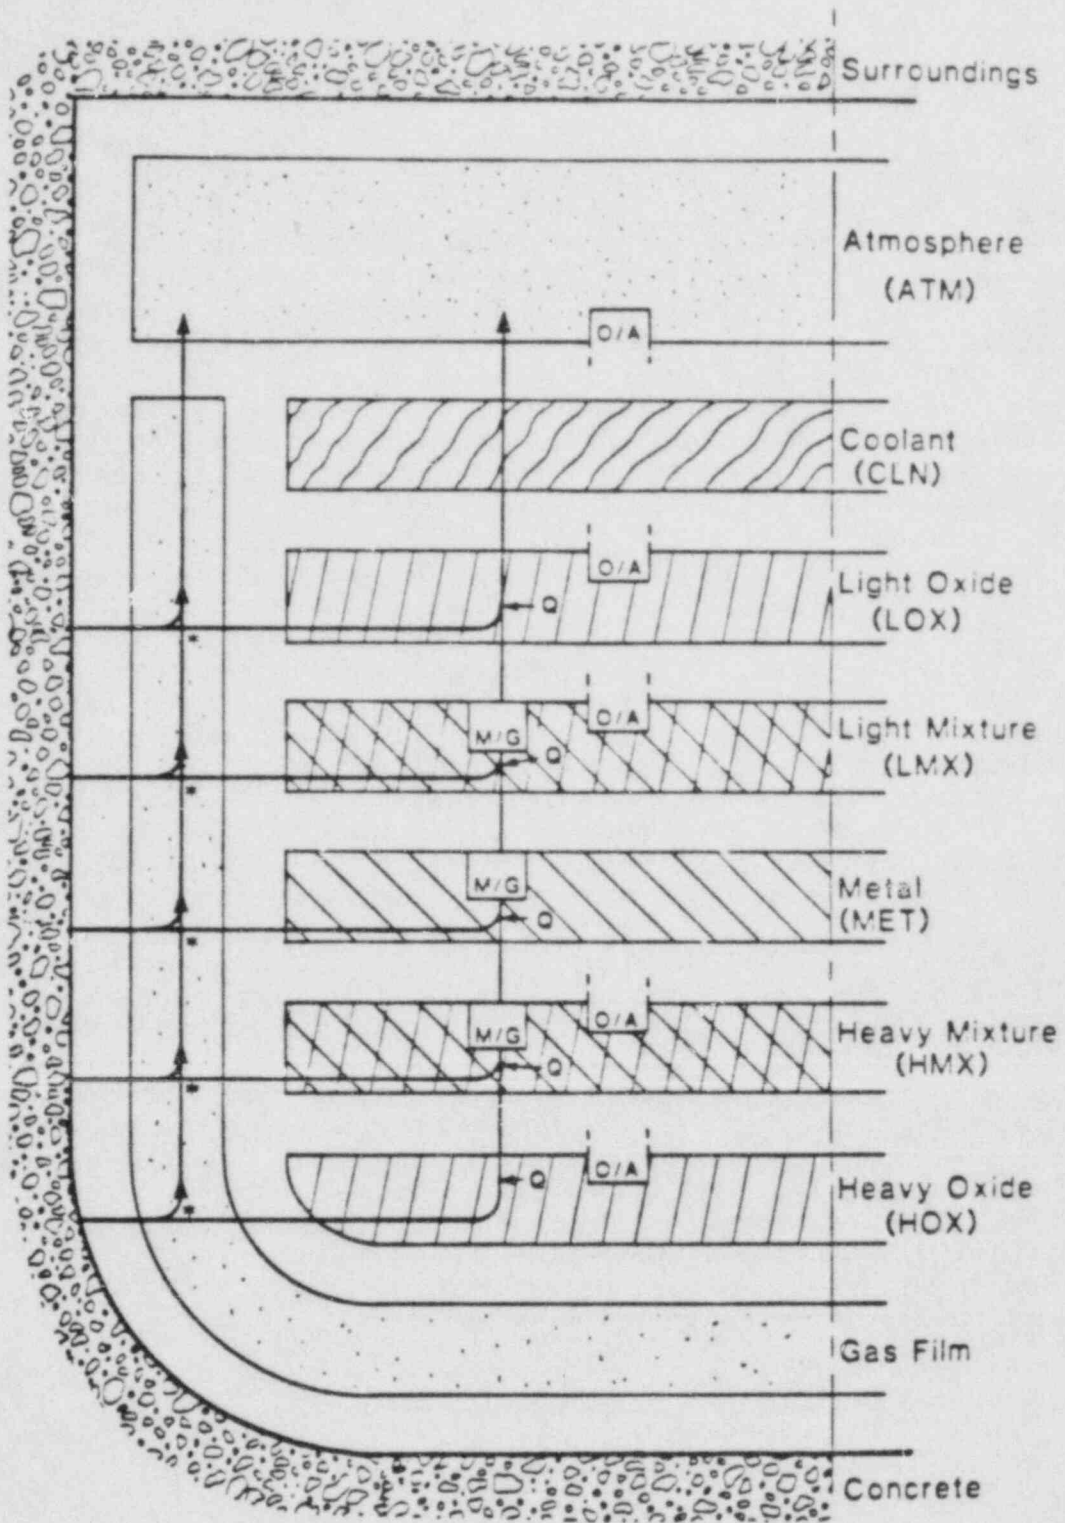 Surroundings
Atmosphere
(ATM)
O/A
Coolant
(CLN)
O/A
Light Oxide
(LOX)
Q
*
O/A
Light Mixture
(LMX)
M/G
Q
*
M/G
Metal
(MET)
Q
*
O/A
M/G
Heavy Mixture
(HMX)
Q
*
O/A
Q
Heavy Oxide
(HOX)
*
Gas Film
Concrete